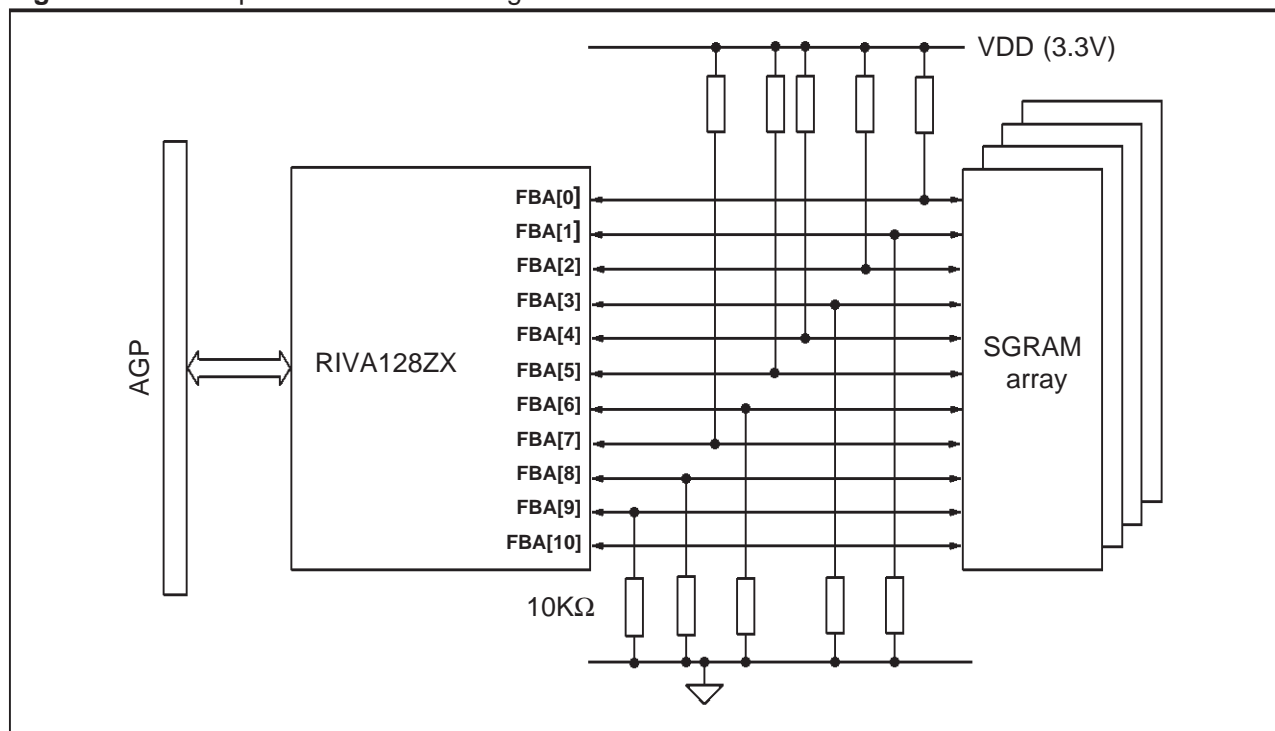 VDD (3.3V)
FBA[0]
FBA[1]
FBA[2]
FBA[3]
FBA[4]
FBA[5]
FBA[6]
FBA[7]
FBA[8]
FBA[9]
FBA[10]
AGP
RIVA128ZX
SGRAM
array
10KΩ